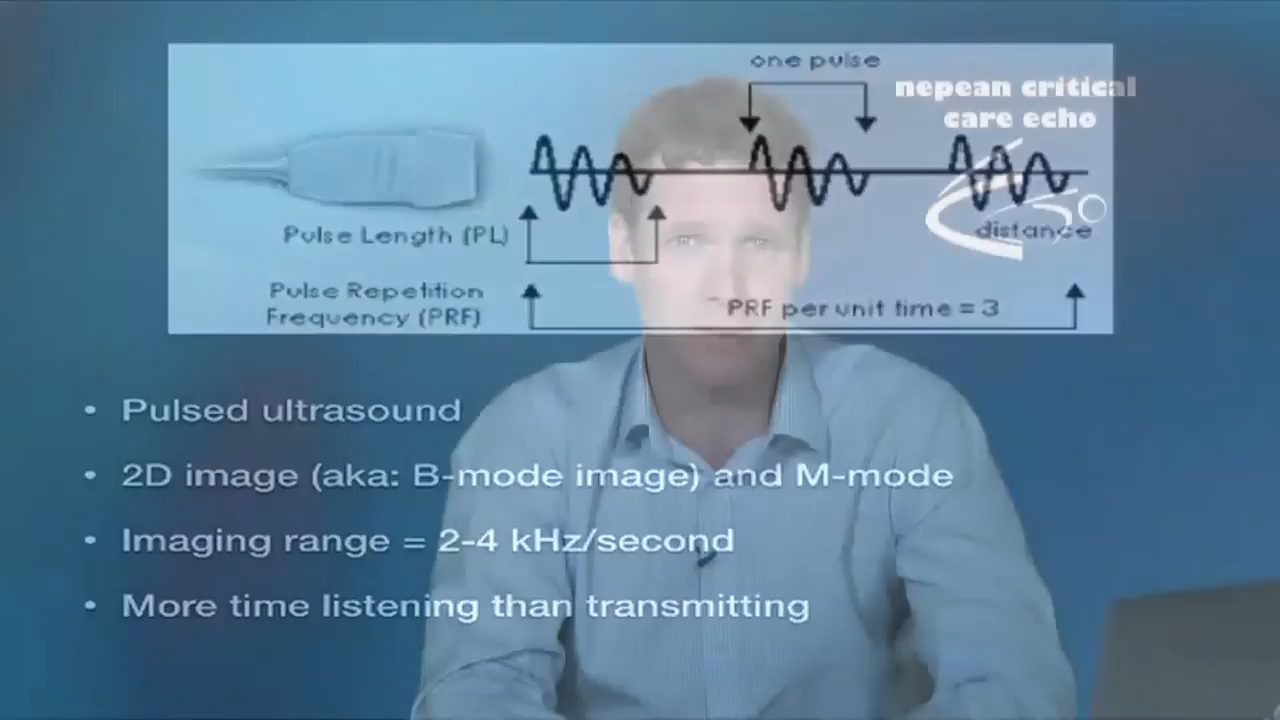 one pulse
nepean critical
care echo
Pulse Length (PL)
distance
Pulse Repetition
Frequency (PRF)
PRF per unit time = 3
• Pulsed ultrasound
• 2D image (aka: B-mode image) and M-mode
• Imaging range = 2-4 kHz/second
• More time listening than transmitting